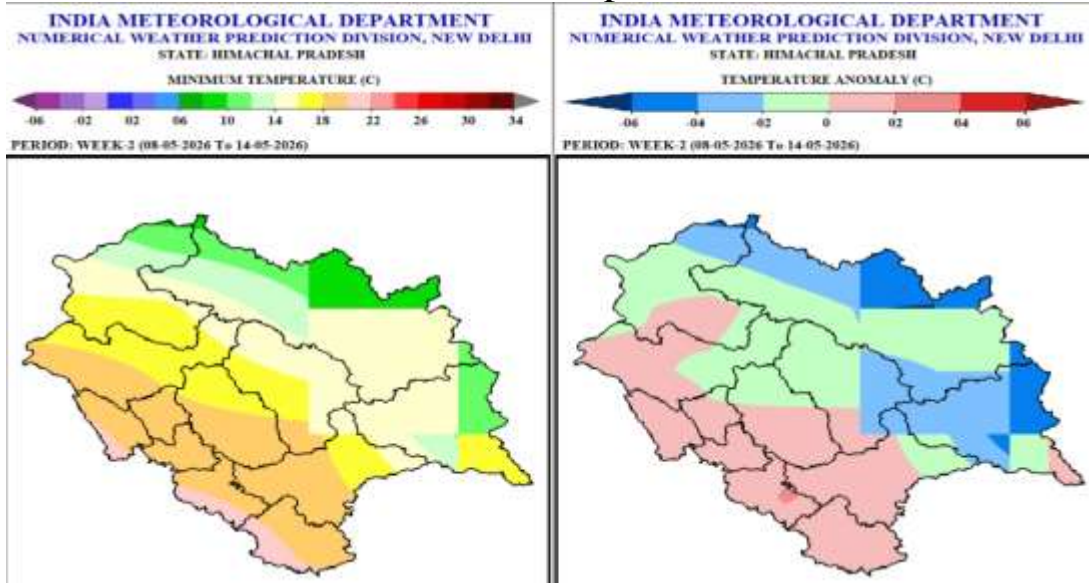 INDIA METEOROLOGICAL DEPARTMENT
NUMERICAL WEATHER PREDICTION DIVISION, NEW DELHI
STATE: HIMACHAL PRADESH
MINIMUM TEMPERATURE (C)
-06 -02 02 06 10 14 18 22 26 30 34
PERIOD: WEEK-2 (08-05-2026 To 14-05-2026)
INDIA METEOROLOGICAL DEPARTMENT
NUMERICAL WEATHER PREDICTION DIVISION, NEW DELHI
STATE: HIMACHAL PRADESH
TEMPERATURE ANOMALY (C)
-06 -04 -02 0 02 04 06
PERIOD: WEEK-2 (08-05-2026 To 14-05-2026)